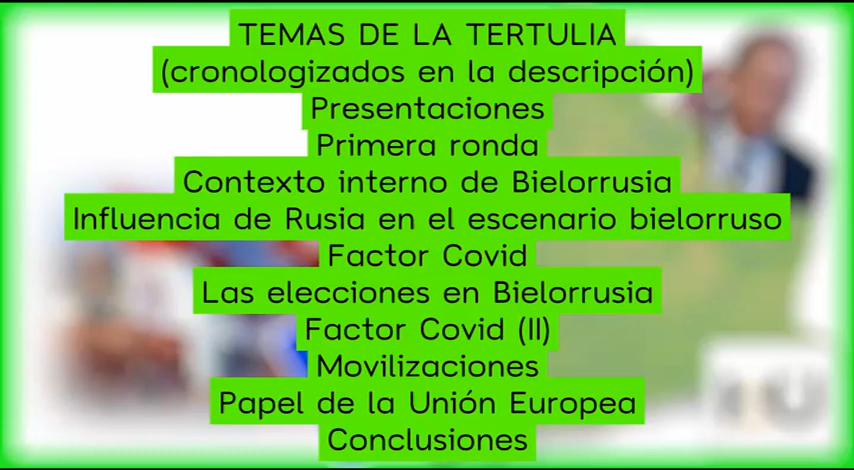 TEMAS DE LA TERTULIA
(cronologizados en la descripción)
Presentaciones
Primera ronda
Contexto interno de Bielorrusia
Influencia de Rusia en el escenario bielorruso
Factor Covid
Las elecciones en Bielorrusia
Factor Covid (II)
Movilizaciones
Papel de la Unión Europea
Conclusiones